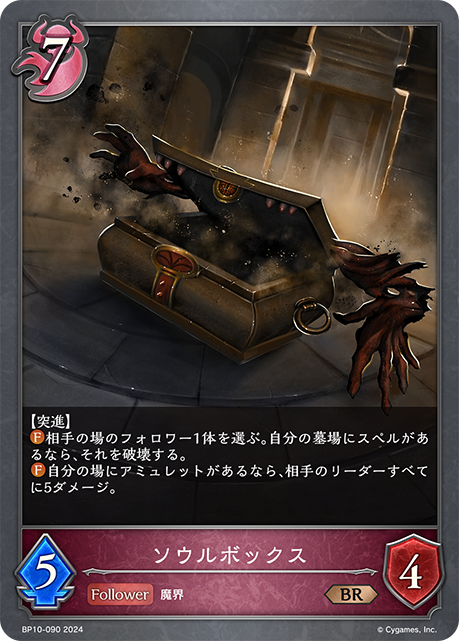 7
【突進】
F相手の場のフォロワー1体を選ぶ。自分の墓場にスペルがあ
るなら、それを破壊する。
F自分の場にアミュレットがあるなら、相手のリーダーすべて
に5ダメージ。
ソウルボックス
5
Follower 魔界
BR
4
BP10-090 2024
© Cygames, Inc.